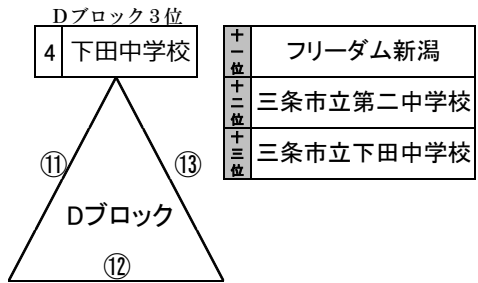 Dブロック3位
4 下田中学校
⑪ ⑬
Dブロック
⑫
十一位 フリーダム新潟
十二位 三条市立第二中学校
十三位 三条市立下田中学校